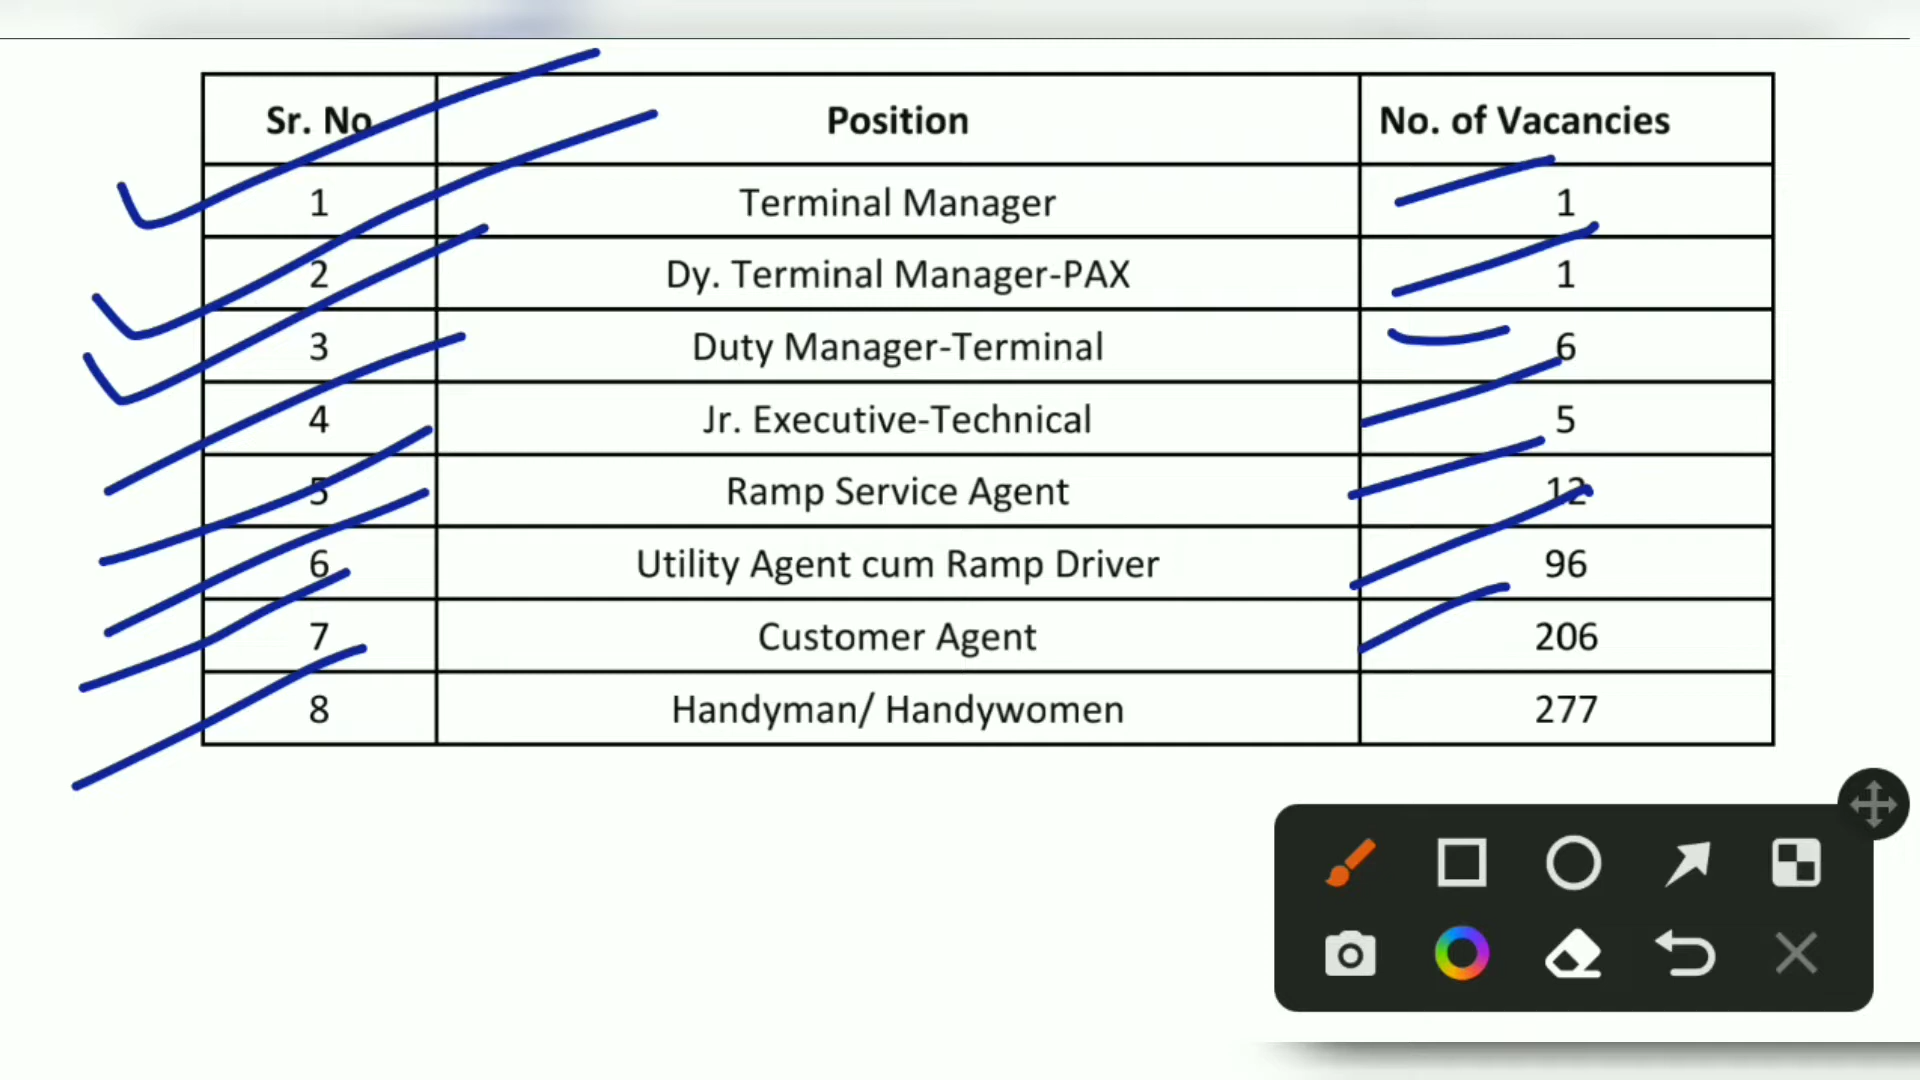 Sr. No Position No. of Vacancies
1 Terminal Manager 1
2 Dy. Terminal Manager-PAX 1
3 Duty Manager-Terminal 6
4 Jr. Executive-Technical 5
5 Ramp Service Agent 12
6 Utility Agent cum Ramp Driver 96
7 Customer Agent 206
8 Handyman/ Handywomen 277